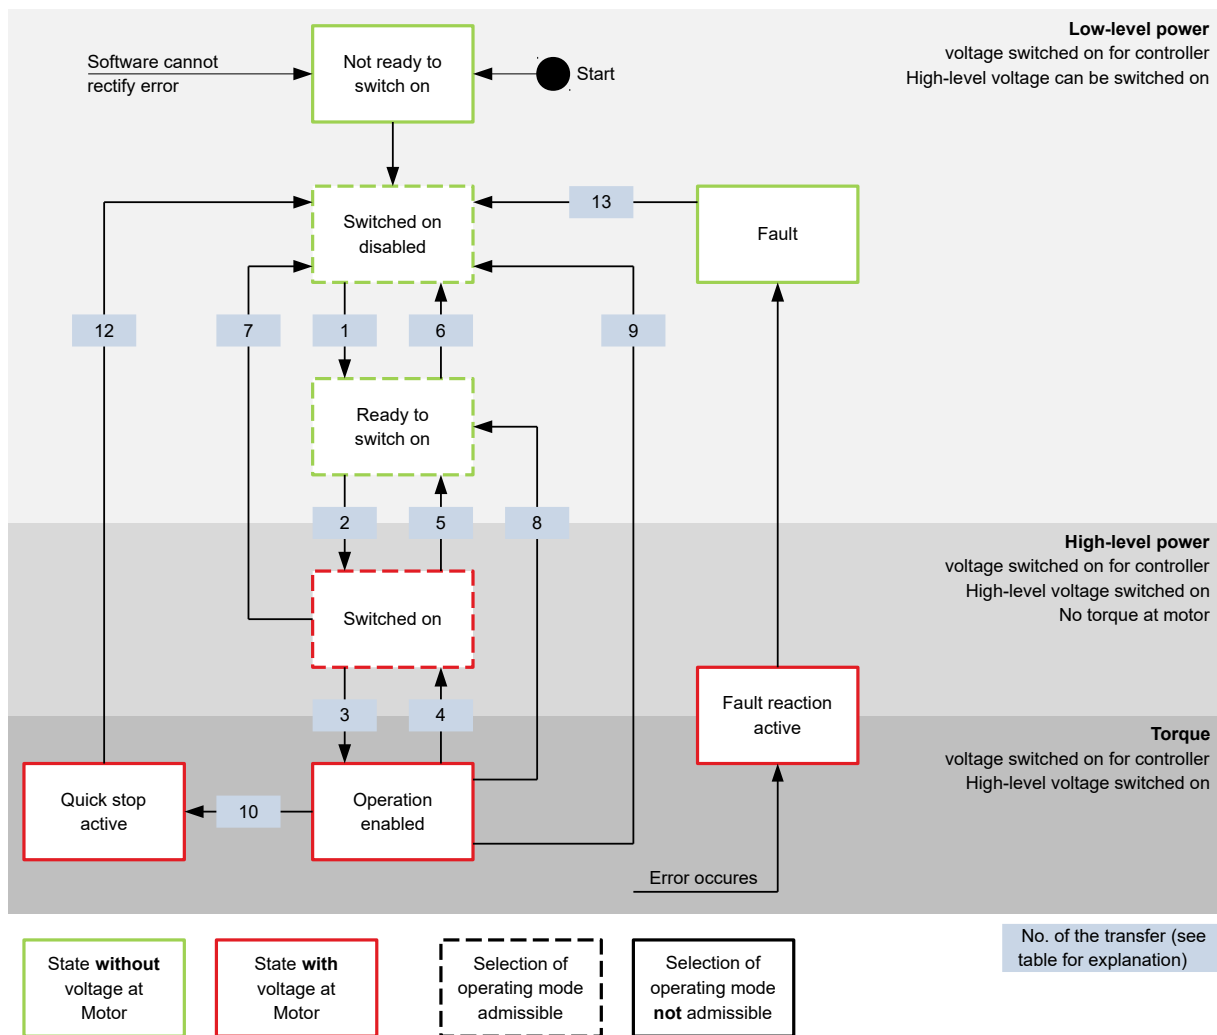 Low-level power
voltage switched on for controller
High-level voltage can be switched on
Software cannot
rectify error
Not ready to
switch on
Start
Switched on
disabled
13
Fault
12
7
1
6
9
Ready to
switch on
2
5
8
High-level power
voltage switched on for controller
High-level voltage switched on
No torque at motor
Switched on
3
4
Fault reaction
active
Torque
voltage switched on for controller
High-level voltage switched on
Quick stop
active
10
Operation
enabled
Error occures
State without
voltage at
Motor
State with
voltage at
Motor
Selection of
operating mode
admissible
Selection of
operating mode
not admissible
No. of the transfer (see
table for explanation)